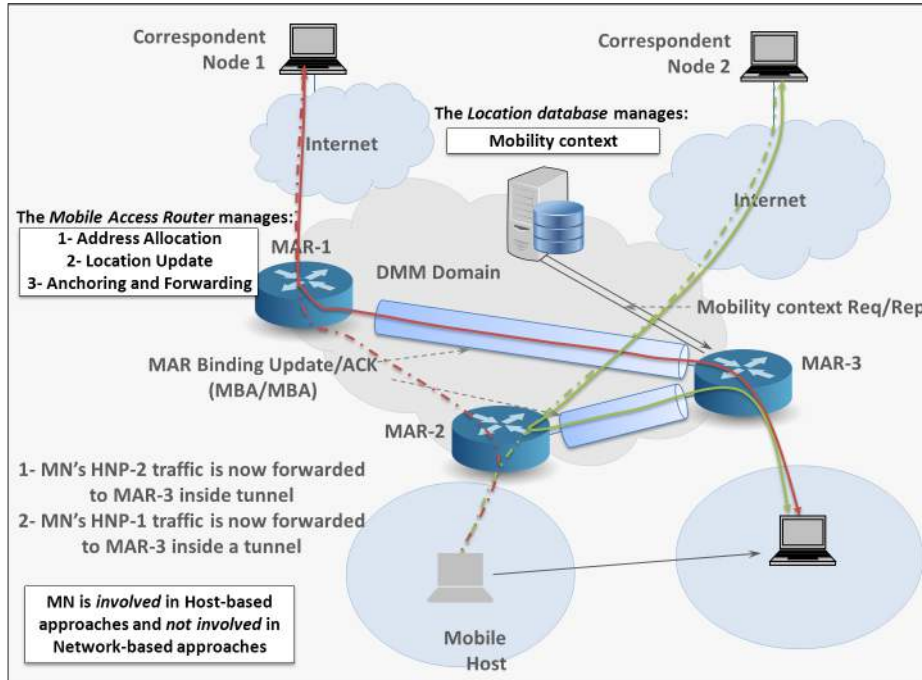 Correspondent
Node 1
Correspondent
Node 2
The Location database manages:
Mobility context
Internet
Internet
The Mobile Access Router manages:
1- Address Allocation
2- Location Update
3- Anchoring and Forwarding
MAR-1
DMM Domain
Mobility context Req/Rep
MAR Binding Update/ACK
(MBA/MBA)
MAR-3
MAR-2
1- MN's HNP-2 traffic is now forwarded
to MAR-3 inside tunnel
2- MN's HNP-1 traffic is now forwarded
to MAR-3 inside a tunnel
MN is involved in Host-based
approaches and not involved in
Network-based approaches
Mobile
Host